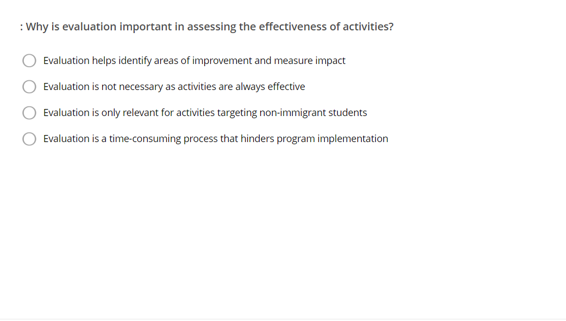 : Why is evaluation important in assessing the effectiveness of activities?
Evaluation helps identify areas of improvement and measure impact
Evaluation is not necessary as activities are always effective
Evaluation is only relevant for activities targeting non-immigrant students
Evaluation is a time-consuming process that hinders program implementation